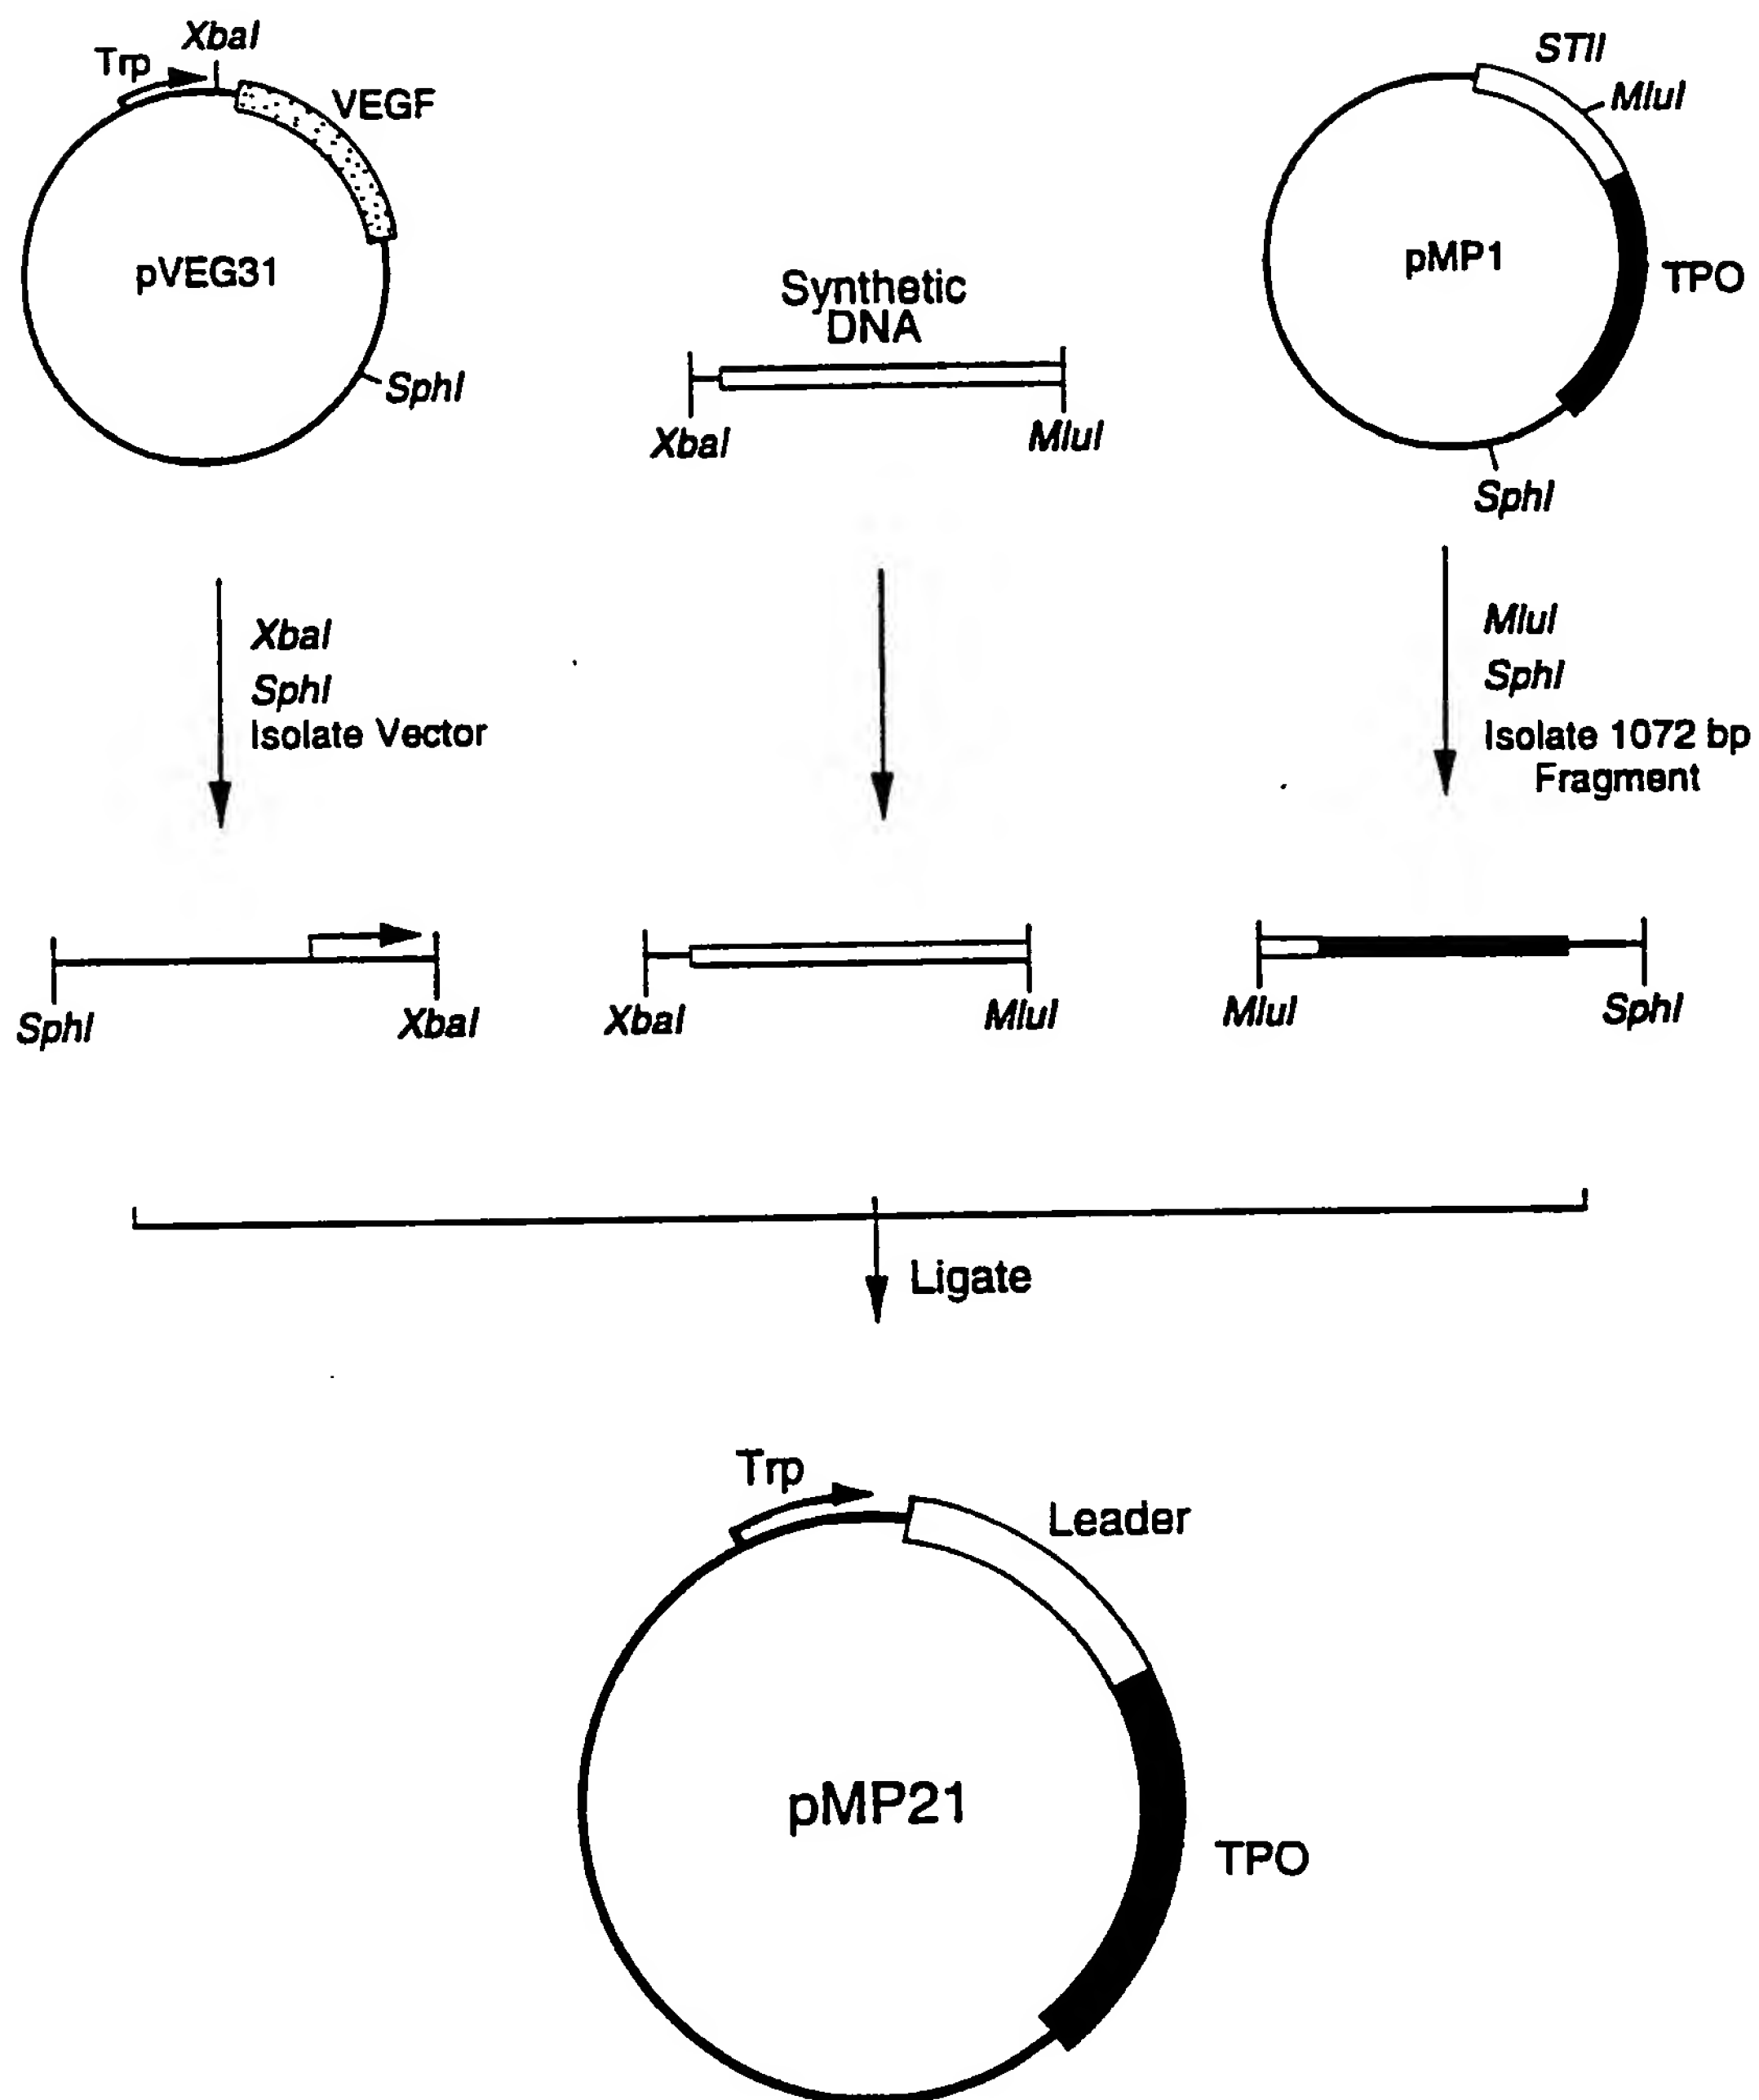 XbaI
Trp
VEGF
pVEG31
SphI
Synthetic
DNA
XbaI
MluI
STII
MluI
pMP1
TPO
SphI
XbaI
SphI
Isolate Vector
MluI
SphI
Isolate 1072 bp
Fragment
SphI
XbaI
XbaI
MluI
MluI
SphI
Ligate
Trp
Leader
pMP21
TPO